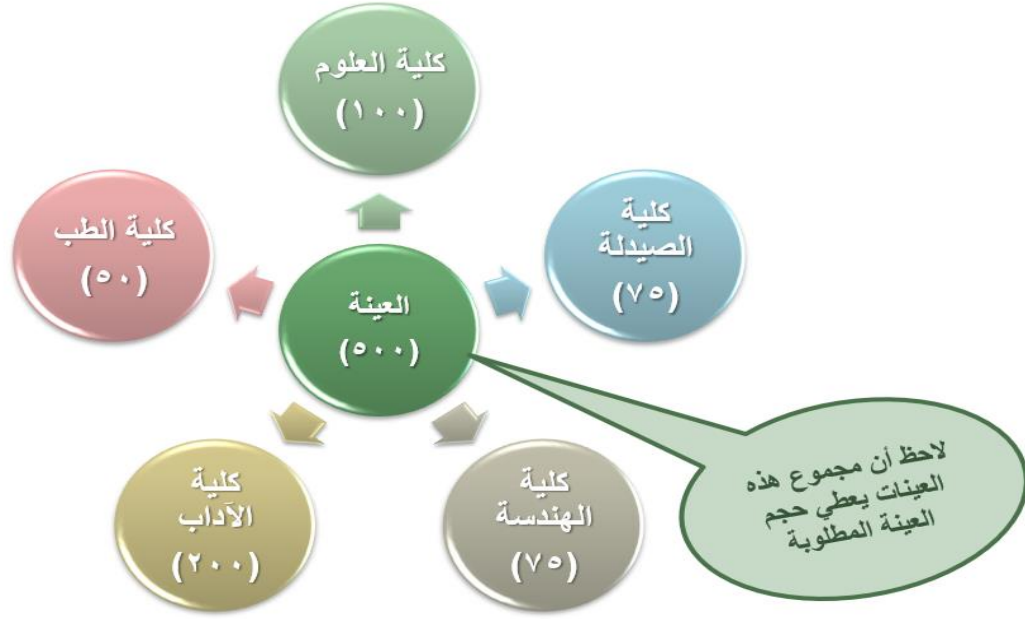 كلية العلوم
(١٠٠)
كلية
الصيدلة
(٧٥)
كلية الطب
(٥٠)
العينة
(٥٠٠)
كلية
الهندسة
(٧٥)
كلية
الآداب
(٢٠٠)
لاحظ أن مجموع هذه
العينات يعطي حجم
العينة المطلوبة